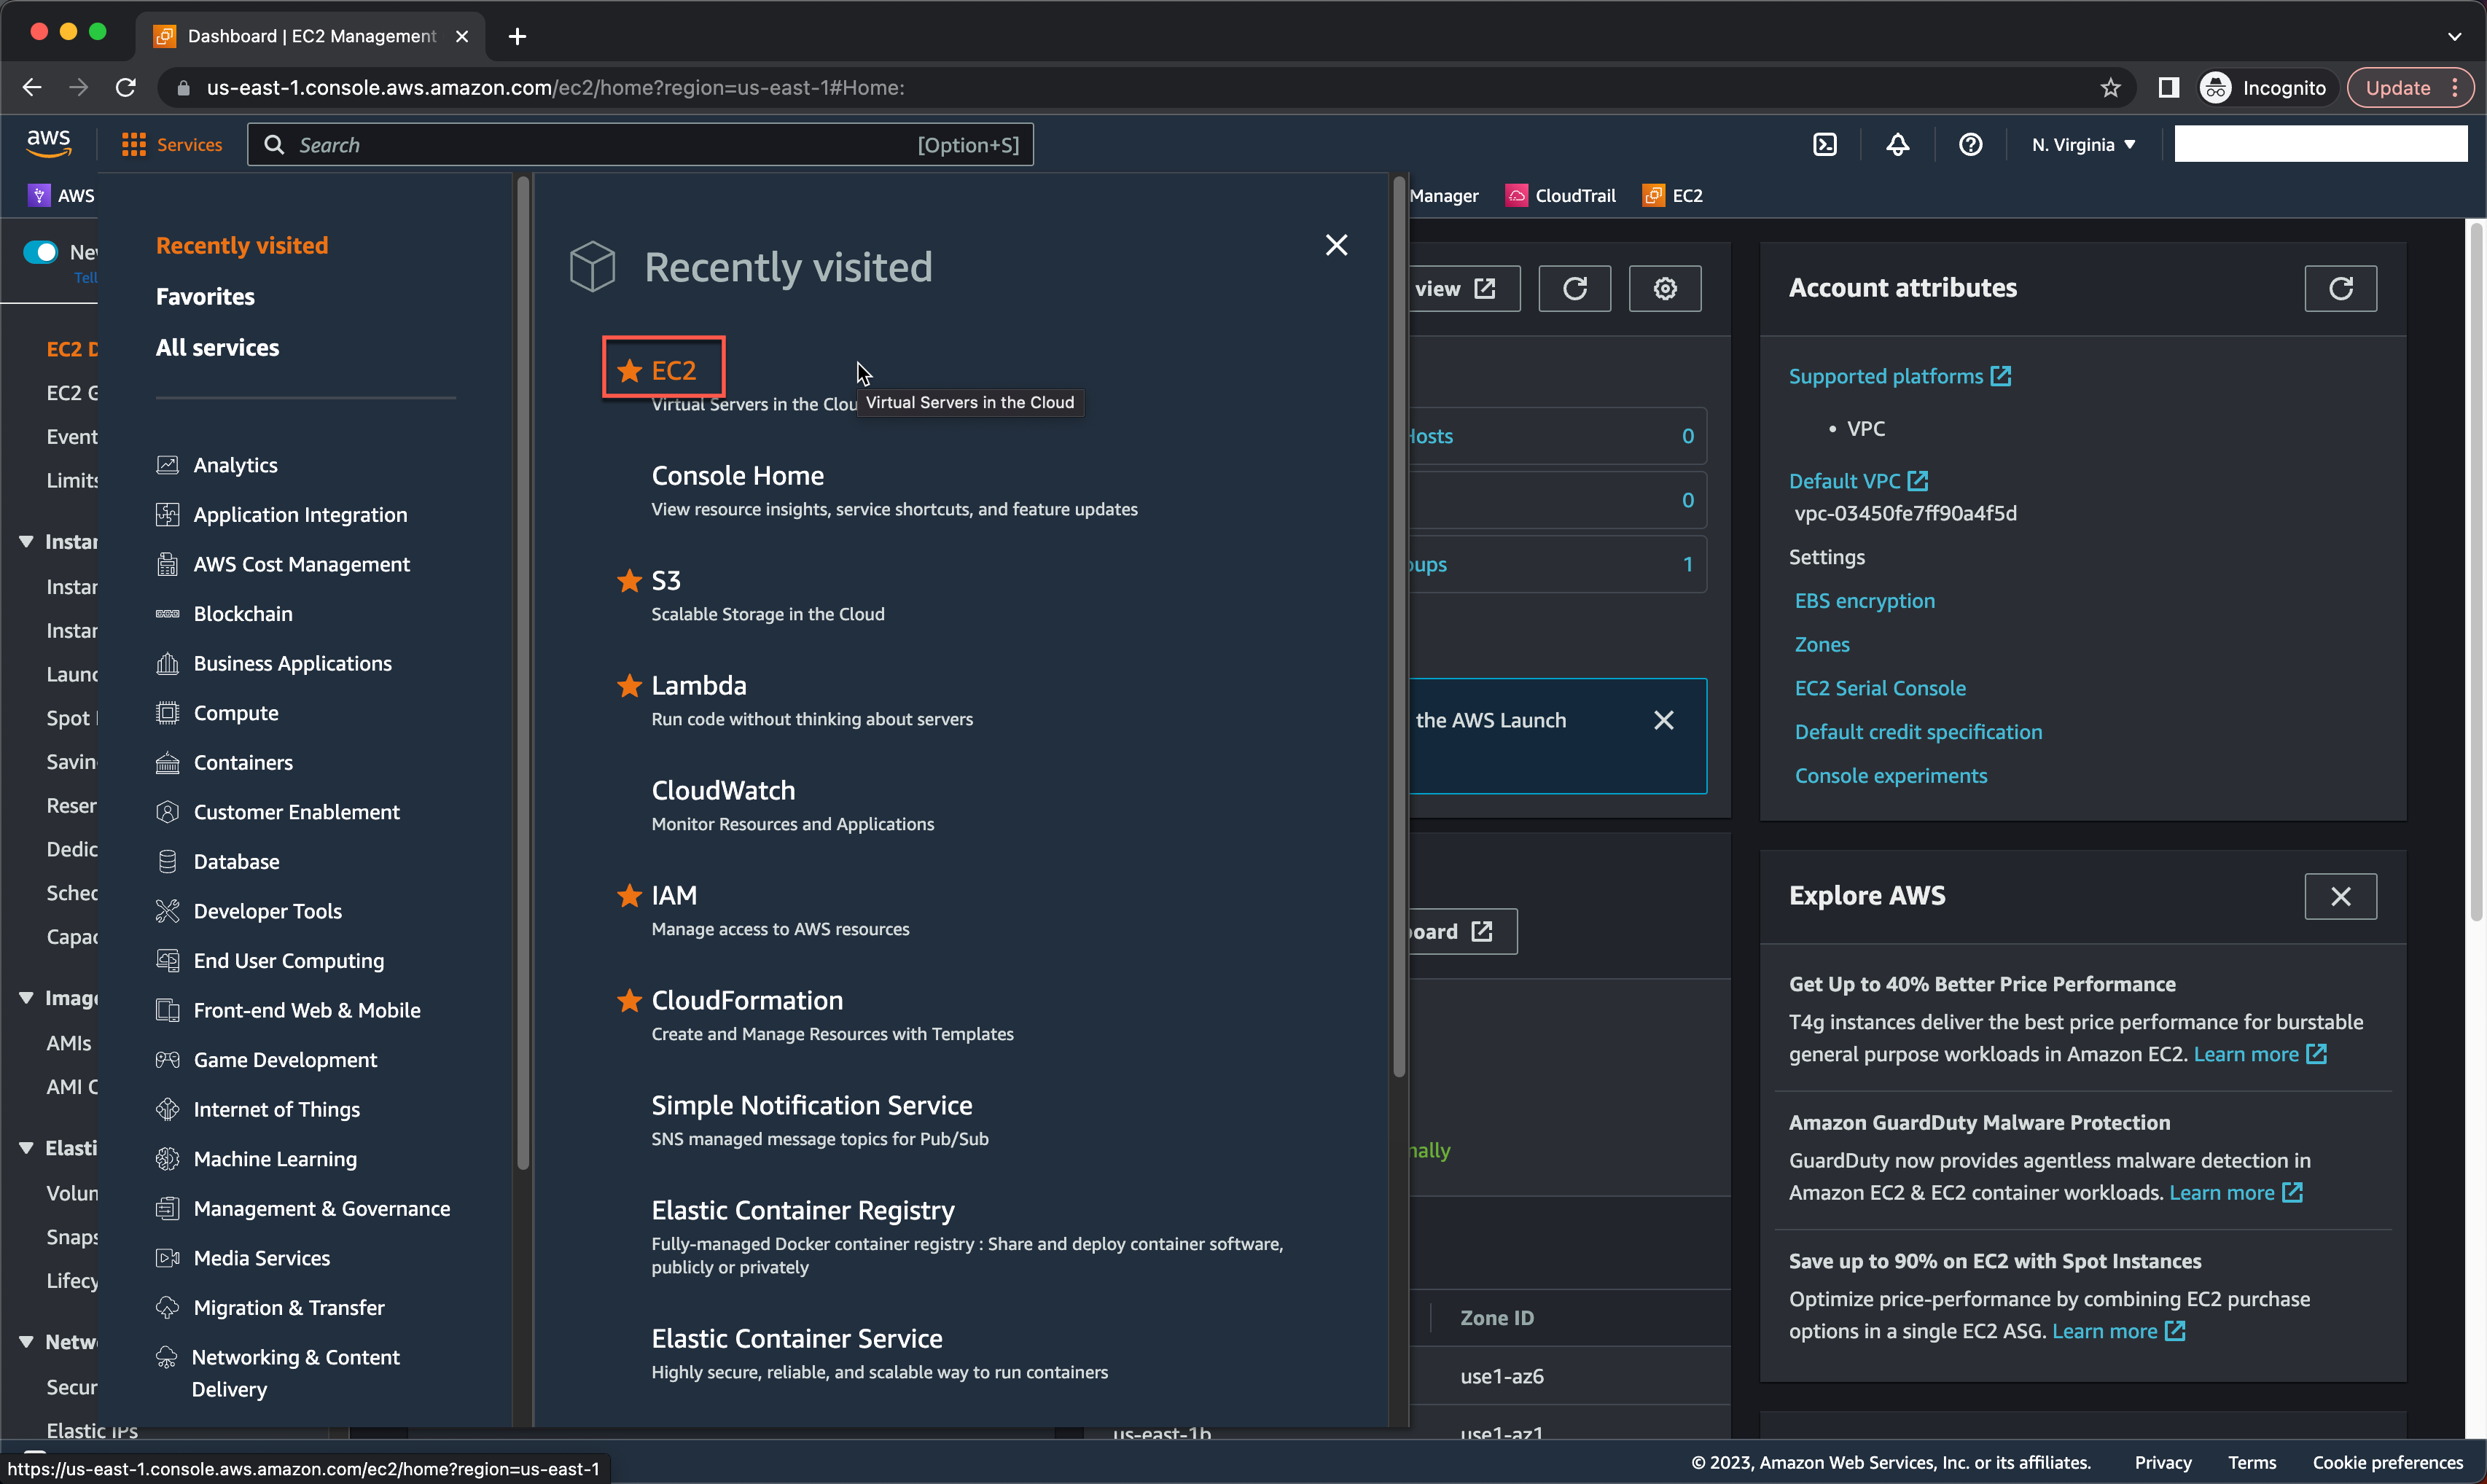 Dashboard | EC2 Management
us-east-1.console.aws.amazon.com/ec2/home?region=us-east-1#Home:
Incognito
Update
aws
Services
Search
[Option+S]
N. Virginia
AWS
Manager
CloudTrail
EC2
New
Tell
EC2 D
EC2 G
Event
Limits
Instan
Instan
Instan
Launc
Spot
Savin
Reser
Dedic
Sched
Capac
Image
AMIs
AMI C
Elasti
Volun
Snaps
Lifecy
Netw
Secur
Elastic IPs
Recently visited
Favorites
All services
Analytics
Application Integration
AWS Cost Management
Blockchain
Business Applications
Compute
Containers
Customer Enablement
Database
Developer Tools
End User Computing
Front-end Web & Mobile
Game Development
Internet of Things
Machine Learning
Management & Governance
Media Services
Migration & Transfer
Networking & Content
Delivery
Recently visited
EC2
Virtual Servers in the Clou
Virtual Servers in the Cloud
Console Home
View resource insights, service shortcuts, and feature updates
S3
Scalable Storage in the Cloud
Lambda
Run code without thinking about servers
CloudWatch
Monitor Resources and Applications
IAM
Manage access to AWS resources
CloudFormation
Create and Manage Resources with Templates
Simple Notification Service
SNS managed message topics for Pub/Sub
Elastic Container Registry
Fully-managed Docker container registry : Share and deploy container software,
publicly or privately
Elastic Container Service
Highly secure, reliable, and scalable way to run containers
view
Hosts 0
0
oups 1
the AWS Launch
board
nally
Zone ID
use1-az6
us-east-1b use1-az1
Account attributes
Supported platforms
• VPC
Default VPC
vpc-03450fe7ff90a4f5d
Settings
EBS encryption
Zones
EC2 Serial Console
Default credit specification
Console experiments
Explore AWS
Get Up to 40% Better Price Performance
T4g instances deliver the best price performance for burstable
general purpose workloads in Amazon EC2. Learn more
Amazon GuardDuty Malware Protection
GuardDuty now provides agentless malware detection in
Amazon EC2 & EC2 container workloads. Learn more
Save up to 90% on EC2 with Spot Instances
Optimize price-performance by combining EC2 purchase
options in a single EC2 ASG. Learn more
https://us-east-1.console.aws.amazon.com/ec2/home?region=us-east-1
© 2023, Amazon Web Services, Inc. or its affiliates.
Privacy
Terms
Cookie preferences